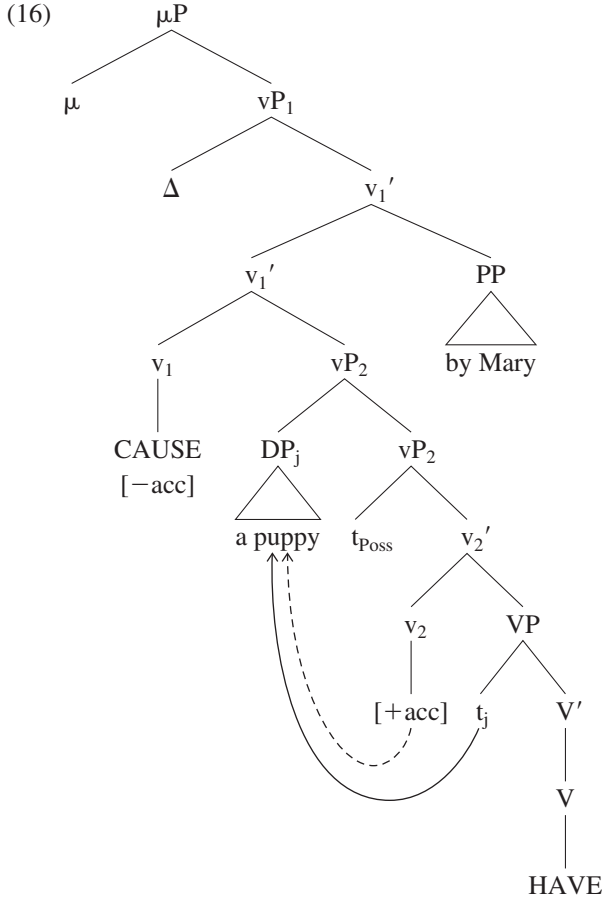 (16) μP
μ vP₁
Δ v₁′
v₁′ PP
v₁ vP₂ by Mary
CAUSE DPⱼ vP₂
[−acc]
a puppy t_Poss v₂′
v₂ VP
[+acc] tⱼ V′
V
HAVE